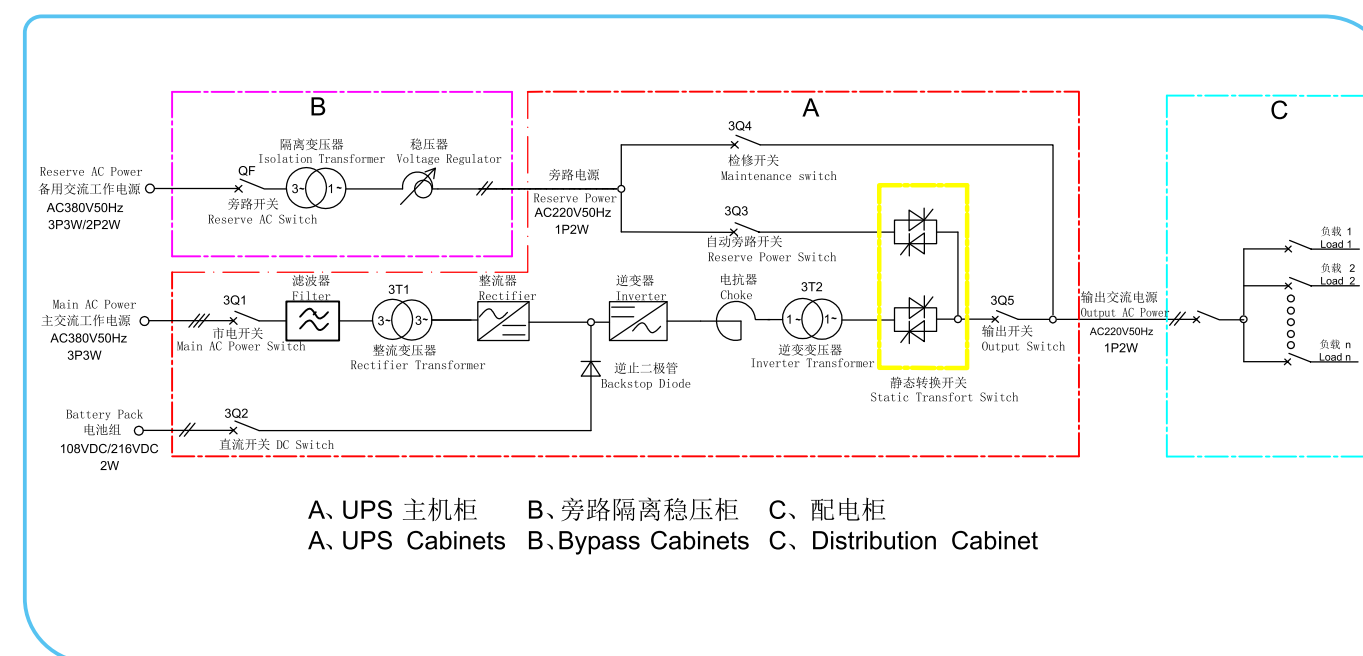 B
A
C
隔离变压器
Isolation Transformer
稳压器
Voltage Regulator
QF
3~
1~
旁路开关
Reserve AC Switch
Reserve AC Power
备用交流工作电源
AC380V50Hz
3P3W/2P2W
旁路电源
Reserve Power
AC220V50Hz
1P2W
3Q4
检修开关
Maintenance switch
3Q3
自动旁路开关
Reserve Power Switch
Main AC Power
主交流工作电源
AC380V50Hz
3P3W
3Q1
市电开关
Main AC Power Switch
滤波器
Filter
3T1
3~
3~
整流变压器
Rectifier Transformer
整流器
Rectifier
逆变器
Inverter
电抗器
Choke
3T2
1~
1~
逆变变压器
Inverter Transformer
静态转换开关
Static Transfort Switch
3Q5
输出开关
Output Switch
输出交流电源
Output AC Power
AC220V50Hz
1P2W
负载 1
Load 1
负载 2
Load 2
负载 n
Load n
逆止二极管
Backstop Diode
Battery Pack
电池组
108VDC/216VDC
2W
3Q2
直流开关 DC Switch
A、UPS 主机柜 B、旁路隔离稳压柜 C、配电柜
A、UPS Cabinets B、Bypass Cabinets C、Distribution Cabinet